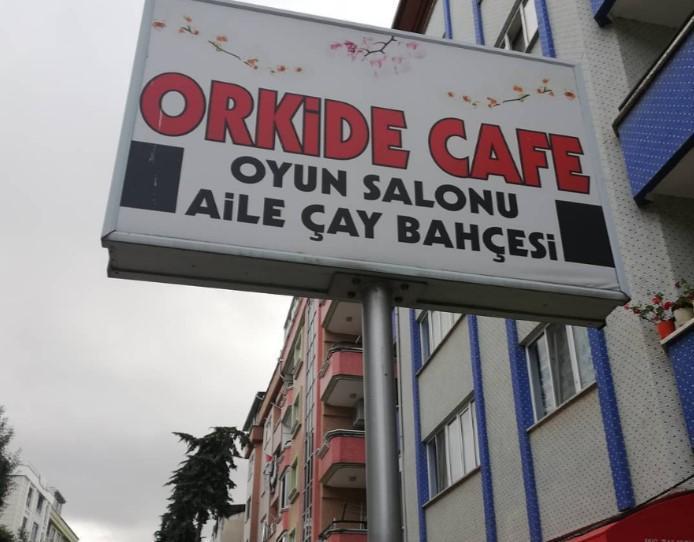 ORKiDE CAFE
OYUN SALONU
AiLE ÇAY BAHÇESi